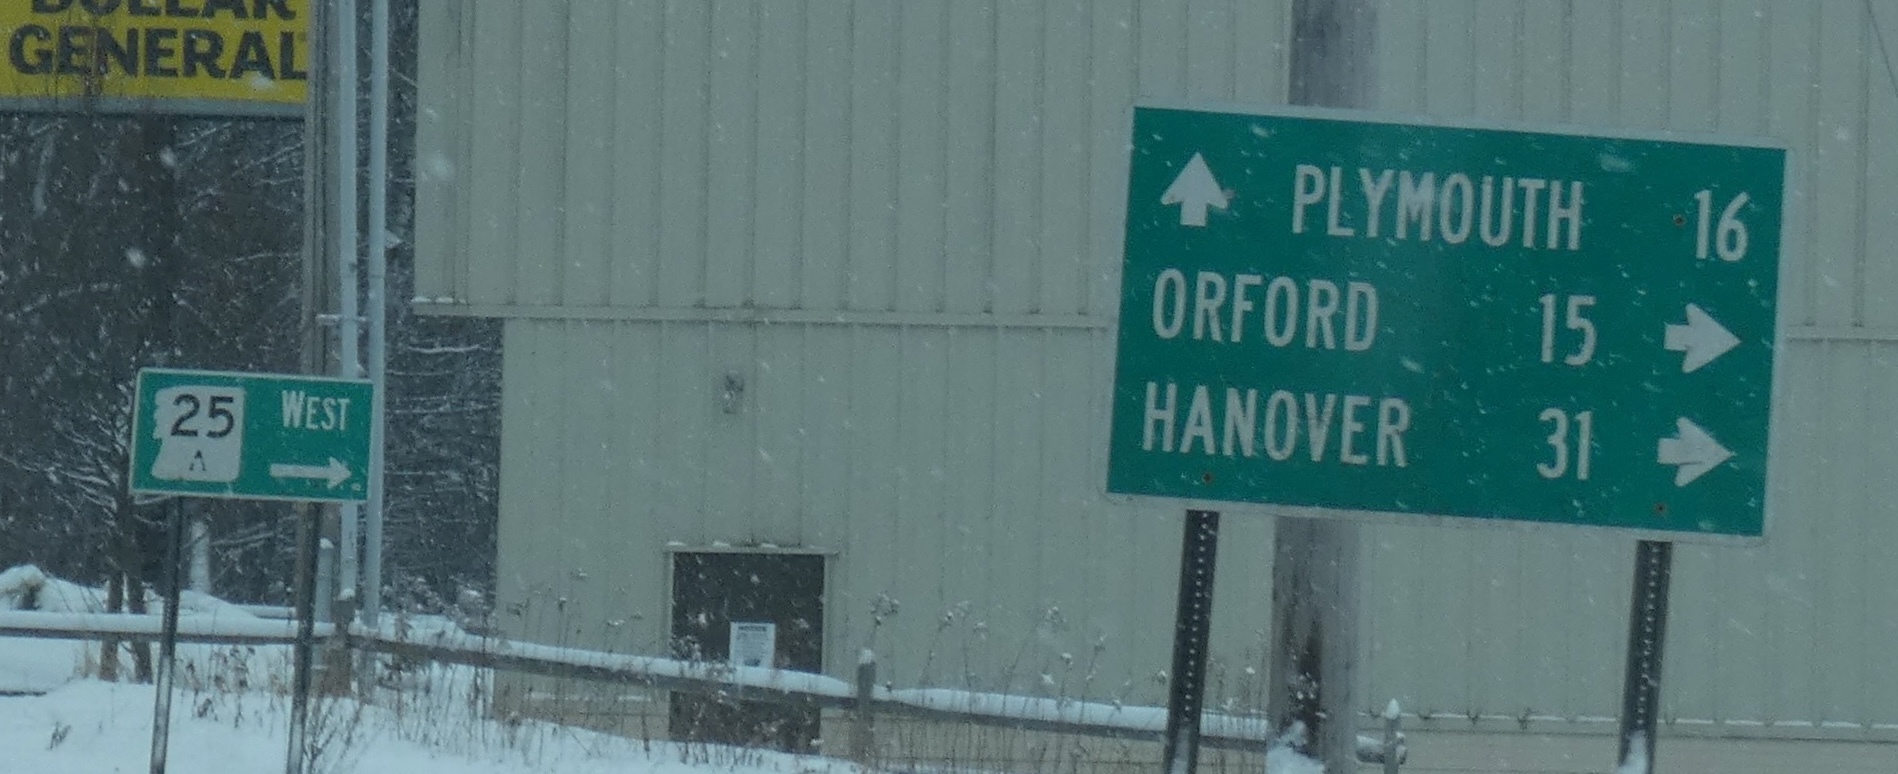 DOLLAR
GENERAL
25 WEST
A
PLYMOUTH 16
ORFORD 15
HANOVER 31